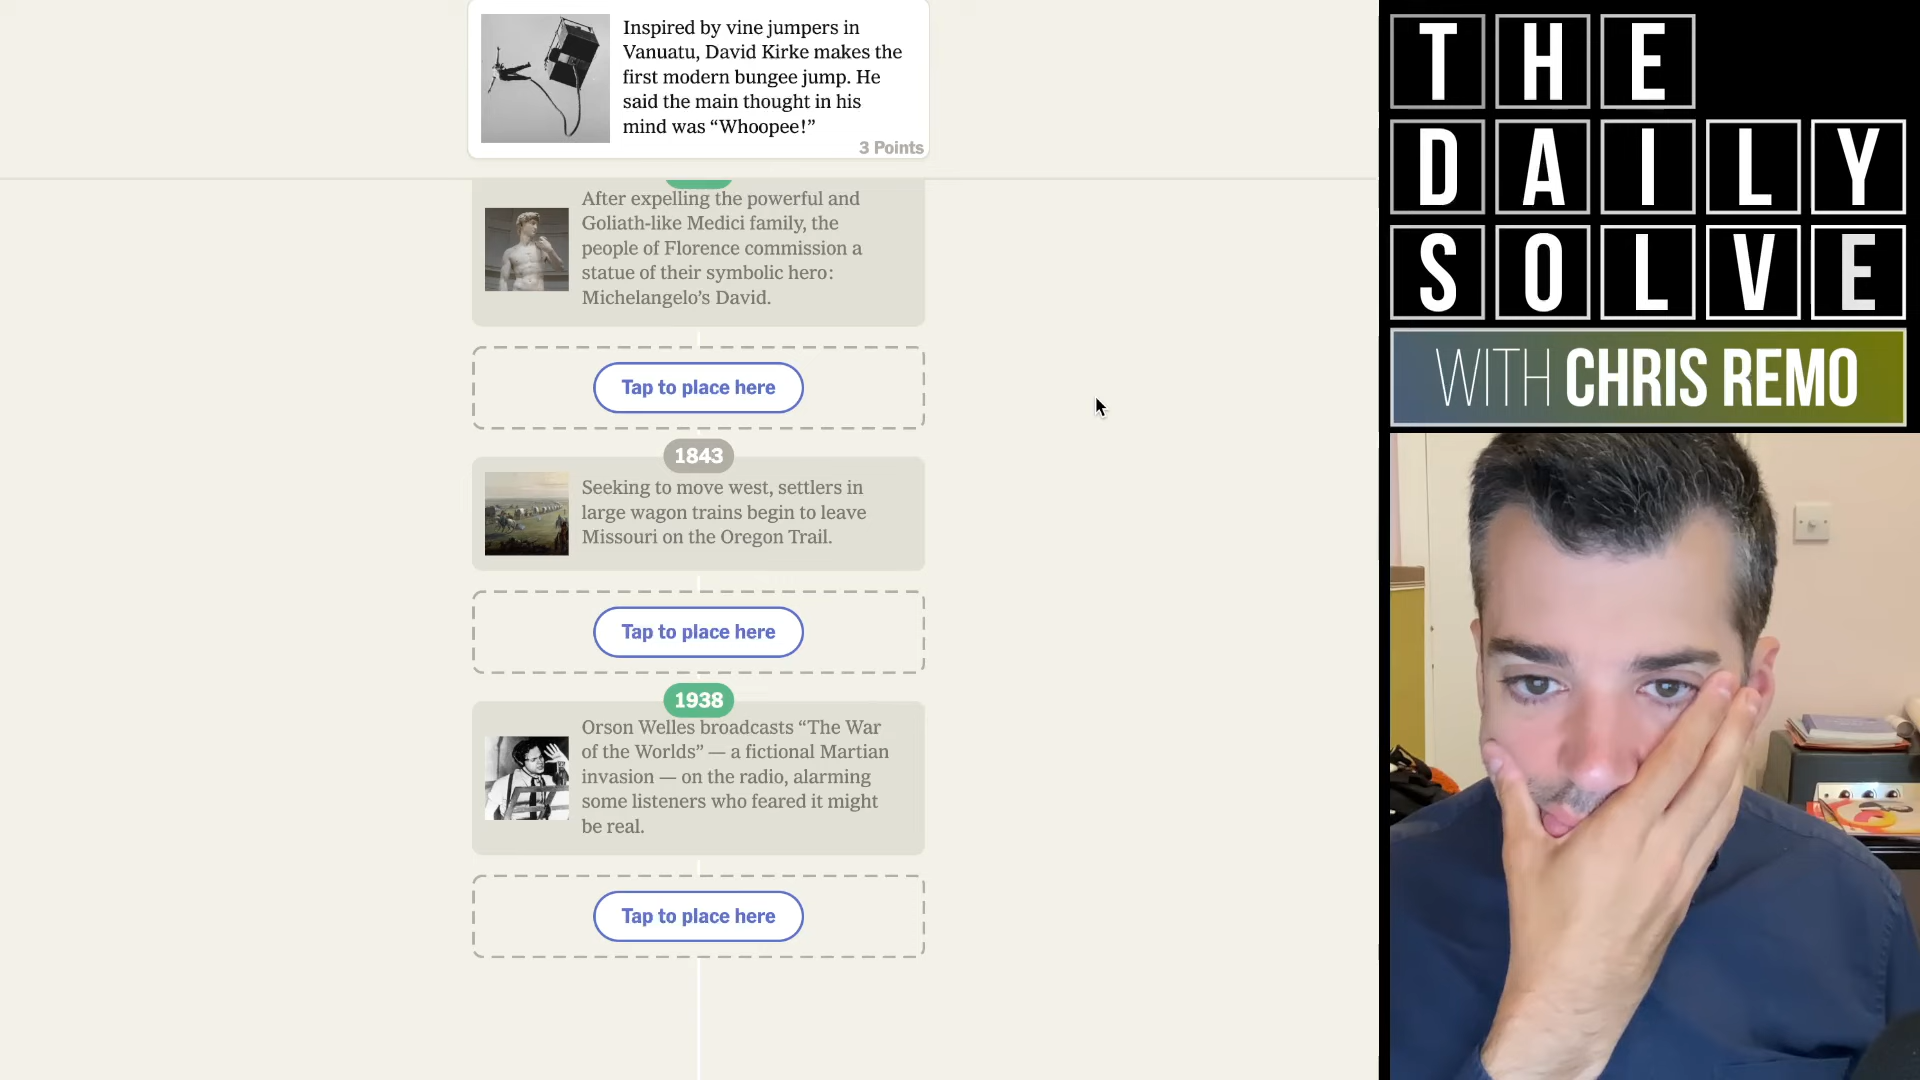 Inspired by vine jumpers in
Vanuatu, David Kirke makes the
first modern bungee jump. He
said the main thought in his
mind was “Whoopee!”
3 Points
After expelling the powerful and
Goliath-like Medici family, the
people of Florence commission a
statue of their symbolic hero:
Michelangelo’s David.
Tap to place here
1843
Seeking to move west, settlers in
large wagon trains begin to leave
Missouri on the Oregon Trail.
Tap to place here
1938
Orson Welles broadcasts “The War
of the Worlds” — a fictional Martian
invasion — on the radio, alarming
some listeners who feared it might
be real.
Tap to place here
THE
DAILY
SOLVE
WITH CHRIS REMO